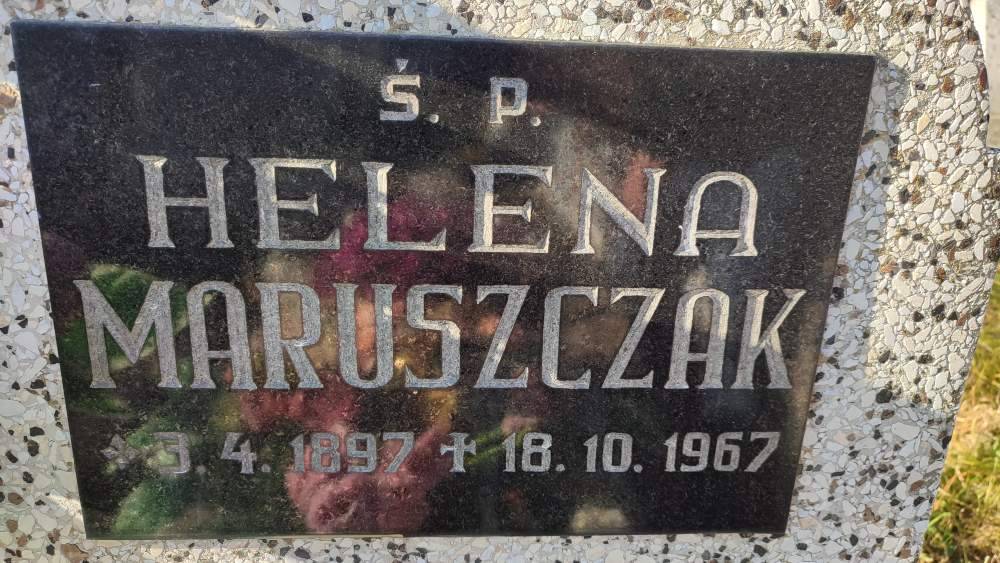 Ś. P.
HELENA
MARUSZCZAK
3. 4. 1897 ✝ 18. 10. 1967